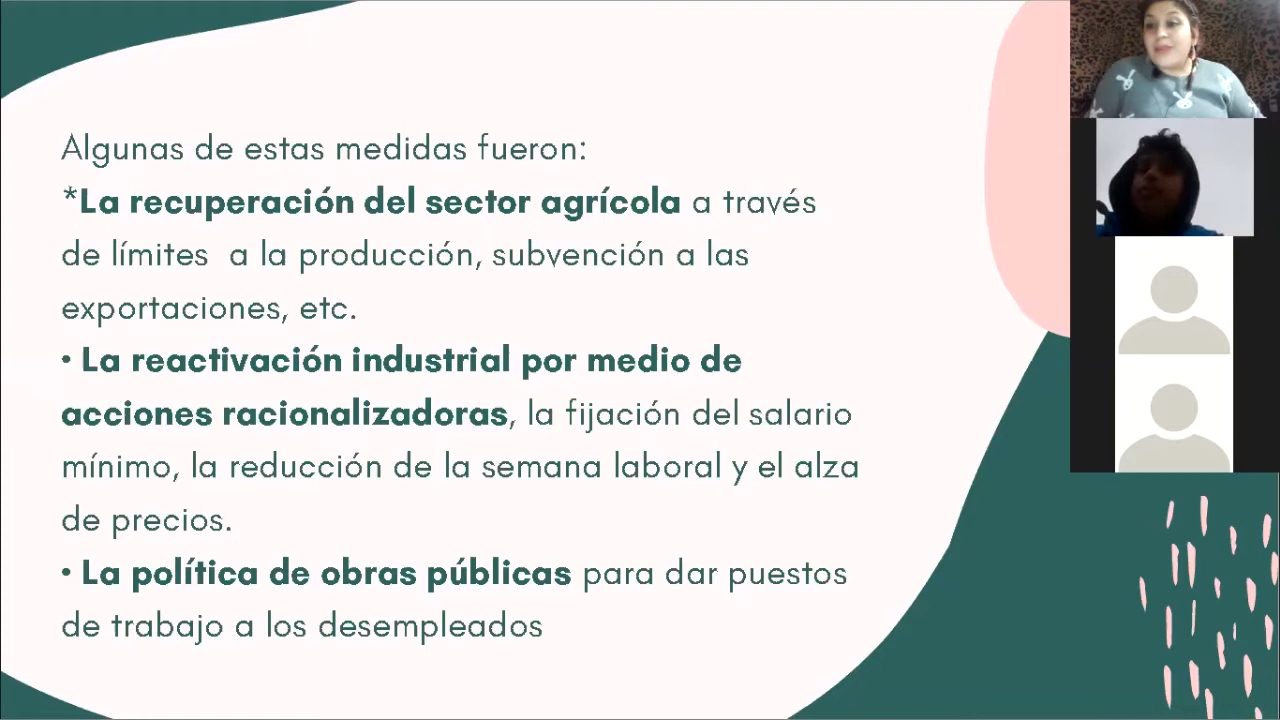 Algunas de estas medidas fueron:
*La recuperación del sector agrícola a través
de límites  a la producción, subvención a las
exportaciones, etc.
• La reactivación industrial por medio de
acciones racionalizadoras, la fijación del salario
mínimo, la reducción de la semana laboral y el alza
de precios.
• La política de obras públicas para dar puestos
de trabajo a los desempleados